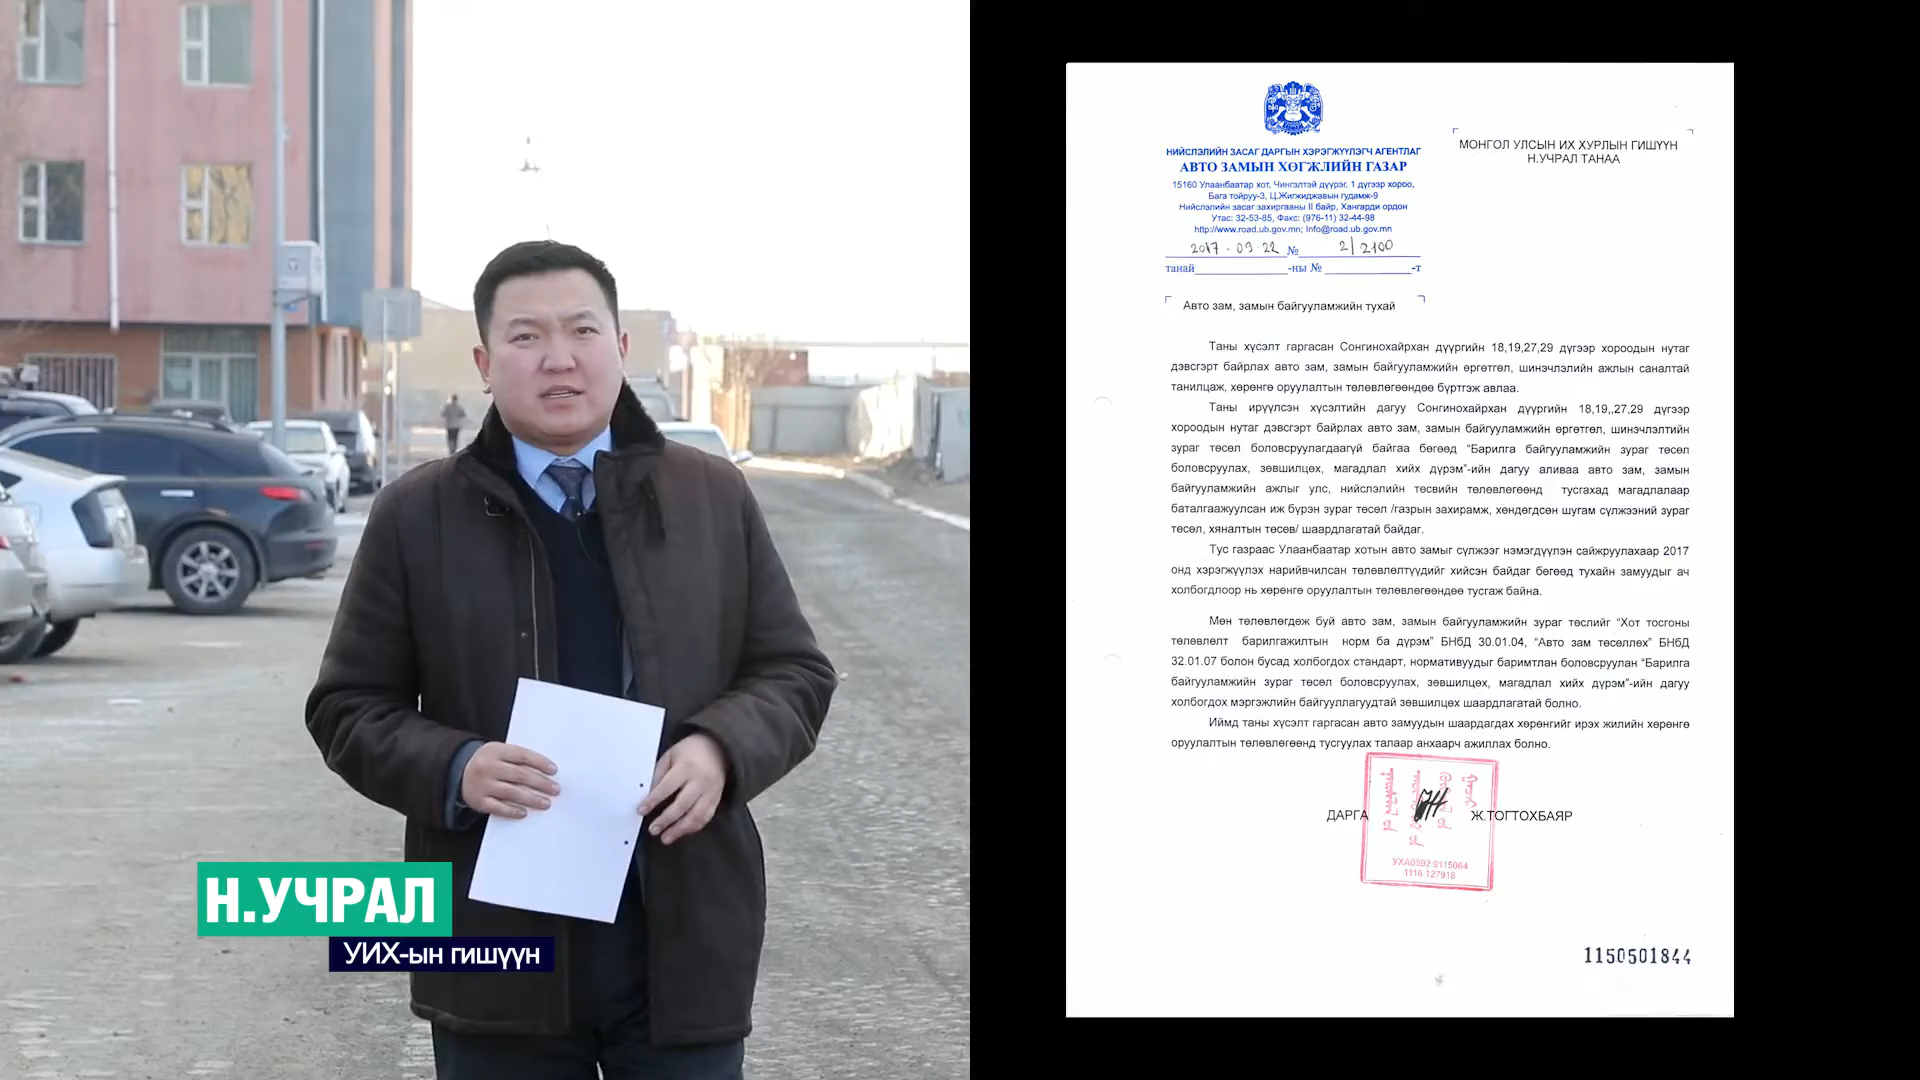 Н.УЧРАЛ
УИХ-ын гишүүн
НИЙСЛЭЛИЙН ЗАСАГ ДАРГЫН ХЭРЭГЖҮҮЛЭГЧ АГЕНТЛАГ
АВТО ЗАМЫН ХӨГЖЛИЙН ГАЗАР
15160 Улаанбаатар хот, Чингэлтэй дүүрэг, 1 дүгээр хороо,
Бага тойруу-3, Ц.Жигжиджавын гудамж-9
Нийслэлийн засаг захиргааны II байр, Хангарди ордон
Утас: 32-53-85, Факс: (976-11) 32-44-98
http://www.road.ub.gov.mn; Info@road.ub.gov.mn
2017.09.22 № 2/2100
танай -ны № -т
МОНГОЛ УЛСЫН ИХ ХУРЛЫН ГИШҮҮН
Н.УЧРАЛ ТАНАА
Авто зам, замын байгууламжийн тухай
Таны хүсэлт гаргасан Сонгинохайрхан дүүргийн 18,19,27,29 дүгээр хороодын нутаг
дэвсгэрт байрлах авто зам, замын байгууламжийн өргөтгөл, шинэчлэлийн ажлын саналтай
танилцаж, хөрөнгө оруулалтын төлөвлөгөөндөө бүртгэж авлаа.
Таны ирүүлсэн хүсэлтийн дагуу Сонгинохайрхан дүүргийн 18,19,,27,29 дүгээр
хороодын нутаг дэвсгэрт байрлах авто зам, замын байгууламжийн өргөтгөл, шинэчлэлтийн
зураг төсөл боловсруулагдаагүй байгаа бөгөөд “Барилга байгууламжийн зураг төсөл
боловсруулах, зөвшилцөх, магадлал хийх дүрэм”-ийн дагуу аливаа авто зам, замын
байгууламжийн ажлыг улс, нийслэлийн төсвийн төлөвлөгөөнд тусгахад магадлалаар
баталгаажуулсан иж бүрэн зураг төсөл /газрын захирамж, хөндөгдсөн шугам сүлжээний зураг
төсөл, хяналтын төсөв/ шаардлагатай байдаг.
Тус газраас Улаанбаатар хотын авто замыг сүлжээг нэмэгдүүлэн сайжруулахаар 2017
онд хэрэгжүүлэх нарийвчилсан төлөвлөлтүүдийг хийсэн байдаг бөгөөд тухайн замуудыг ач
холбогдлоор нь хөрөнгө оруулалтын төлөвлөгөөндөө тусгаж байна.
Мөн төлөвлөгдөж буй авто зам, замын байгууламжийн зураг төслийг “Хот тосгоны
төлөвлөлт барилгажилтын норм ба дүрэм” БНбД 30.01.04, “Авто зам төсөллөх” БНбД
32.01.07 болон бусад холбогдох стандарт, нормативуудыг баримтлан боловсруулан “Барилга
байгууламжийн зураг төсөл боловсруулах, зөвшилцөх, магадлал хийх дүрэм”-ийн дагуу
холбогдох мэргэжлийн байгууллагуудтай зөвшилцөх шаардлагатай болно.
Иймд таны хүсэлт гаргасан авто замуудын шаардагдах хөрөнгийг ирэх жилийн хөрөнгө
оруулалтын төлөвлөгөөнд тусгуулах талаар анхаарч ажиллах болно.
ДАРГА Ж.ТОГТОХБАЯР
УХА0592 9115064
1116 127918
1150501844